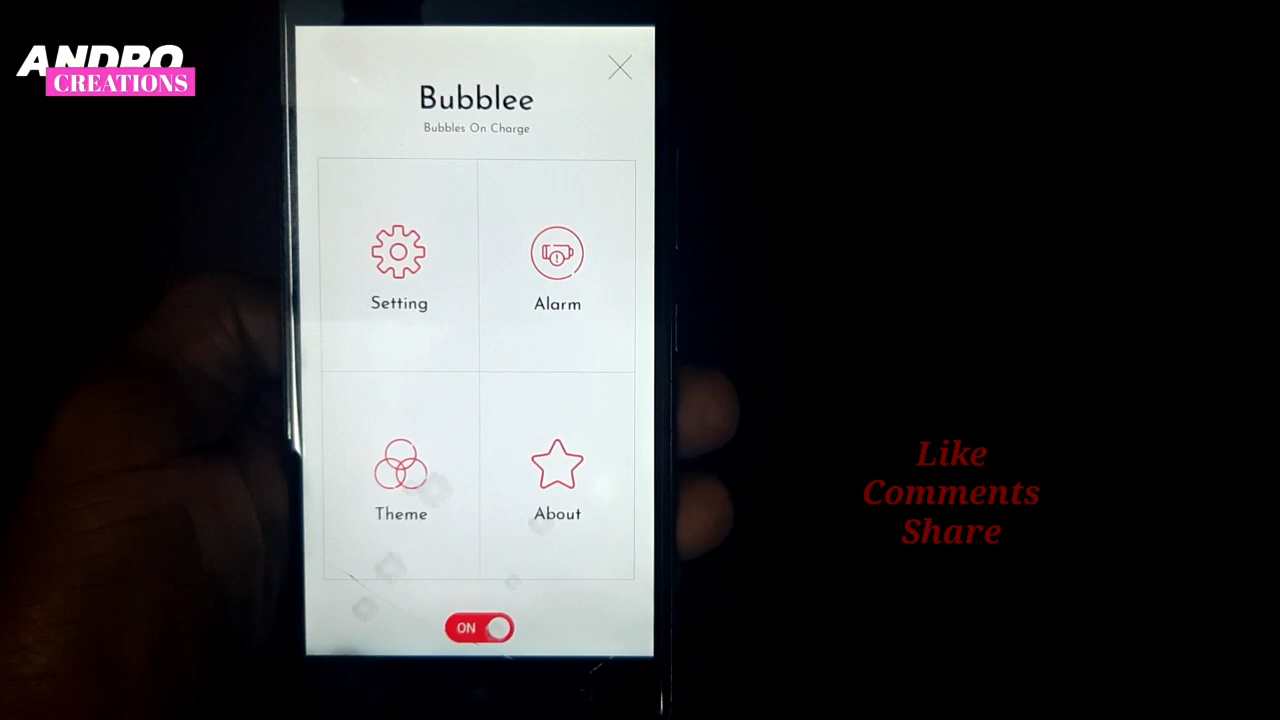 ANDRO
CREATIONS
Bubblee
Bubbles On Charge
Setting
Alarm
Theme
About
ON
Like
Comments
Share